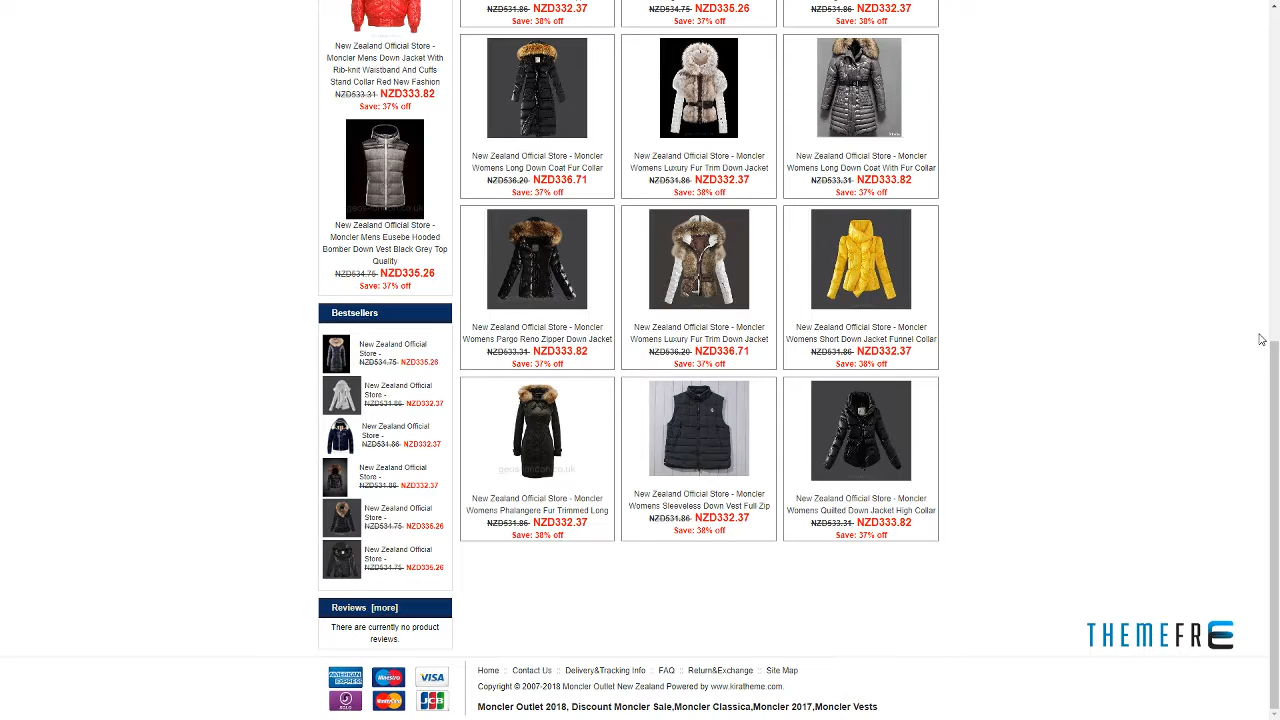 NZD531.86 NZD332.37
Save: 38% off
NZD534.75 NZD335.26
Save: 37% off
NZD531.86 NZD332.37
Save: 38% off
New Zealand Official Store -
Moncler Mens Down Jacket With
Rib-knit Waistband And Cuffs
Stand Collar Red New Fashion
NZD533.31 NZD333.82
Save: 37% off
New Zealand Official Store -
Moncler Mens Eusebe Hooded
Bomber Down Vest Black Grey Top
Quality
NZD534.75 NZD335.26
Save: 37% off
New Zealand Official Store - Moncler
Womens Long Down Coat Fur Collar
NZD536.20 NZD336.71
Save: 37% off
New Zealand Official Store - Moncler
Womens Luxury Fur Trim Down Jacket
NZD531.86 NZD332.37
Save: 38% off
New Zealand Official Store - Moncler
Womens Long Down Coat With Fur Collar
NZD533.31 NZD333.82
Save: 37% off
New Zealand Official Store - Moncler
Womens Pargo Reno Zipper Down Jacket
NZD533.31 NZD333.82
Save: 37% off
New Zealand Official Store - Moncler
Womens Luxury Fur Trim Down Jacket
NZD536.20 NZD336.71
Save: 37% off
New Zealand Official Store - Moncler
Womens Short Down Jacket Funnel Collar
NZD531.86 NZD332.37
Save: 38% off
New Zealand Official Store - Moncler
Womens Phalangere Fur Trimmed Long
NZD531.86 NZD332.37
Save: 38% off
New Zealand Official Store - Moncler
Womens Sleeveless Down Vest Full Zip
NZD531.86 NZD332.37
Save: 38% off
New Zealand Official Store - Moncler
Womens Quilted Down Jacket High Collar
NZD533.31 NZD333.82
Save: 37% off
Bestsellers
New Zealand Official
Store -
NZD534.75 NZD335.26
New Zealand Official
Store -
NZD531.86 NZD332.37
New Zealand Official
Store -
NZD531.86 NZD332.37
New Zealand Official
Store -
NZD531.86 NZD332.37
New Zealand Official
Store -
NZD534.75 NZD335.26
New Zealand Official
Store -
NZD534.75 NZD335.26
Reviews [more]
There are currently no product
reviews.
THEMEFRE
AMERICAN EXPRESS
Maestro
VISA
SOLO
MasterCard
JCB
Home :: Contact Us :: Delivery&Tracking Info :: FAQ :: Return&Exchange :: Site Map
Copyright © 2007-2018 Moncler Outlet New Zealand Powered by www.kiratheme.com.
Moncler Outlet 2018, Discount Moncler Sale,Moncler Classica,Moncler 2017,Moncler Vests